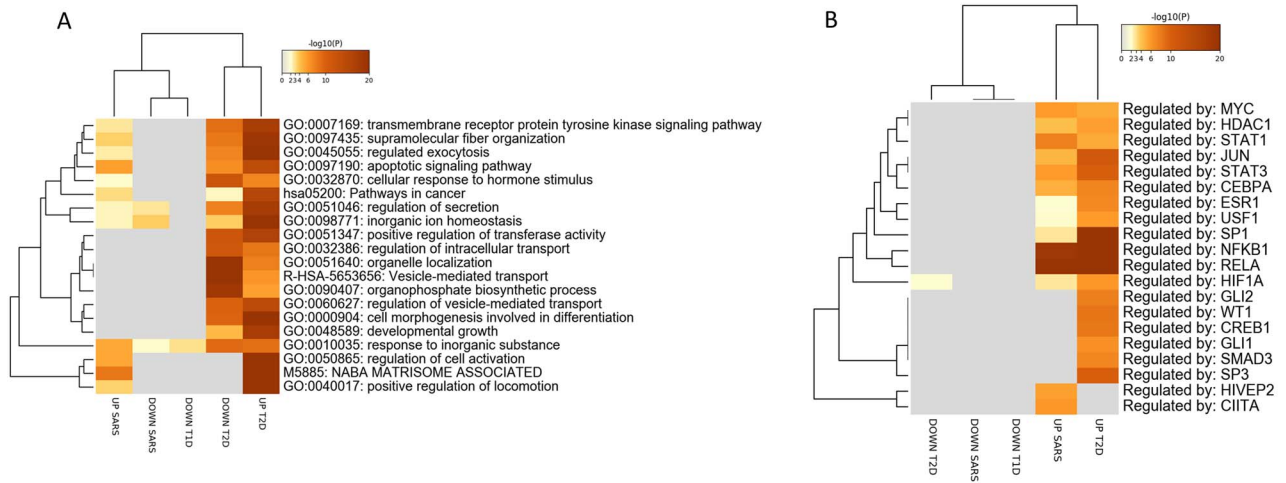 A
-log10(P)
0 2 3 4 6 10 20
GO:0007169: transmembrane receptor protein tyrosine kinase signaling pathway
GO:0097435: supramolecular fiber organization
GO:0045055: regulated exocytosis
GO:0097190: apoptotic signaling pathway
GO:0032870: cellular response to hormone stimulus
hsa05200: Pathways in cancer
GO:0051046: regulation of secretion
GO:0098771: inorganic ion homeostasis
GO:0051347: positive regulation of transferase activity
GO:0032386: regulation of intracellular transport
GO:0051640: organelle localization
R-HSA-5653656: Vesicle-mediated transport
GO:0090407: organophosphate biosynthetic process
GO:0060627: regulation of vesicle-mediated transport
GO:0000904: cell morphogenesis involved in differentiation
GO:0048589: developmental growth
GO:0010035: response to inorganic substance
GO:0050865: regulation of cell activation
M5885: NABA MATRISOME ASSOCIATED
GO:0040017: positive regulation of locomotion
UP SARS
DOWN SARS
DOWN T1D
DOWN T2D
UP T2D
B
-log10(P)
0 2 3 4 6 10 20
Regulated by: MYC
Regulated by: HDAC1
Regulated by: STAT1
Regulated by: JUN
Regulated by: STAT3
Regulated by: CEBPA
Regulated by: ESR1
Regulated by: USF1
Regulated by: SP1
Regulated by: NFKB1
Regulated by: RELA
Regulated by: HIF1A
Regulated by: GLI2
Regulated by: WT1
Regulated by: CREB1
Regulated by: GLI1
Regulated by: SMAD3
Regulated by: SP3
Regulated by: HIVEP2
Regulated by: CIITA
DOWN T2D
DOWN SARS
DOWN T1D
UP SARS
UP T2D